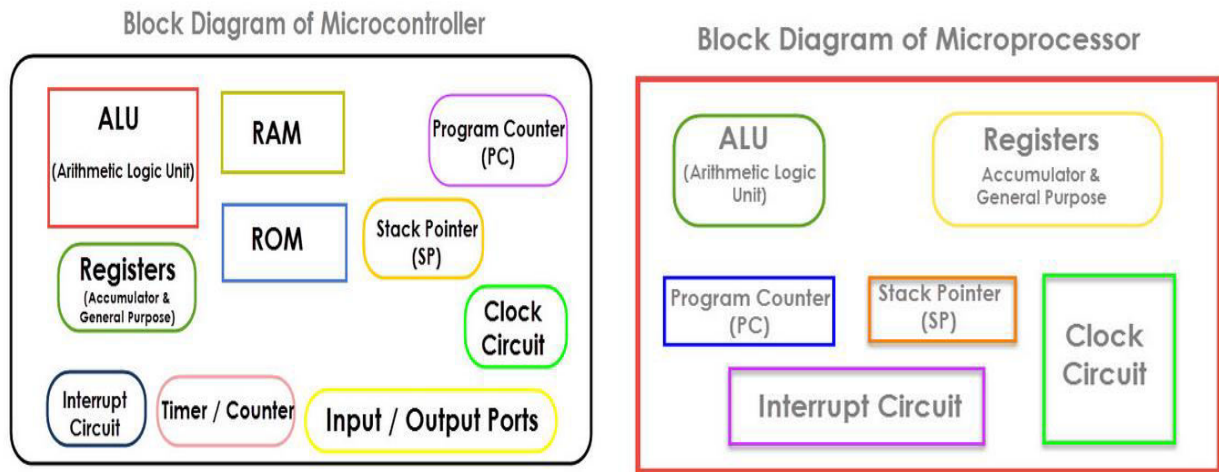 Block Diagram of Microcontroller
ALU
(Arithmetic Logic Unit)
RAM
Program Counter
(PC)
ROM
Stack Pointer
(SP)
Registers
(Accumulator &
General Purpose)
Clock
Circuit
Interrupt
Circuit
Timer / Counter
Input / Output Ports
Block Diagram of Microprocessor
ALU
(Arithmetic Logic
Unit)
Registers
Accumulator &
General Purpose
Program Counter
(PC)
Stack Pointer
(SP)
Clock
Circuit
Interrupt Circuit